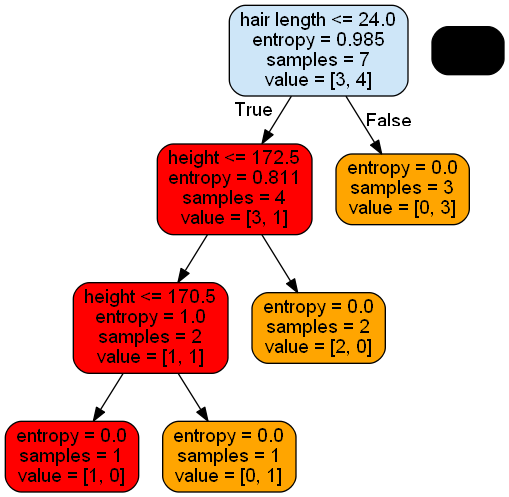 hair length <= 24.0
entropy = 0.985
samples = 7
value = [3, 4]
True
False
height <= 172.5
entropy = 0.811
samples = 4
value = [3, 1]
entropy = 0.0
samples = 3
value = [0, 3]
height <= 170.5
entropy = 1.0
samples = 2
value = [1, 1]
entropy = 0.0
samples = 2
value = [2, 0]
entropy = 0.0
samples = 1
value = [1, 0]
entropy = 0.0
samples = 1
value = [0, 1]